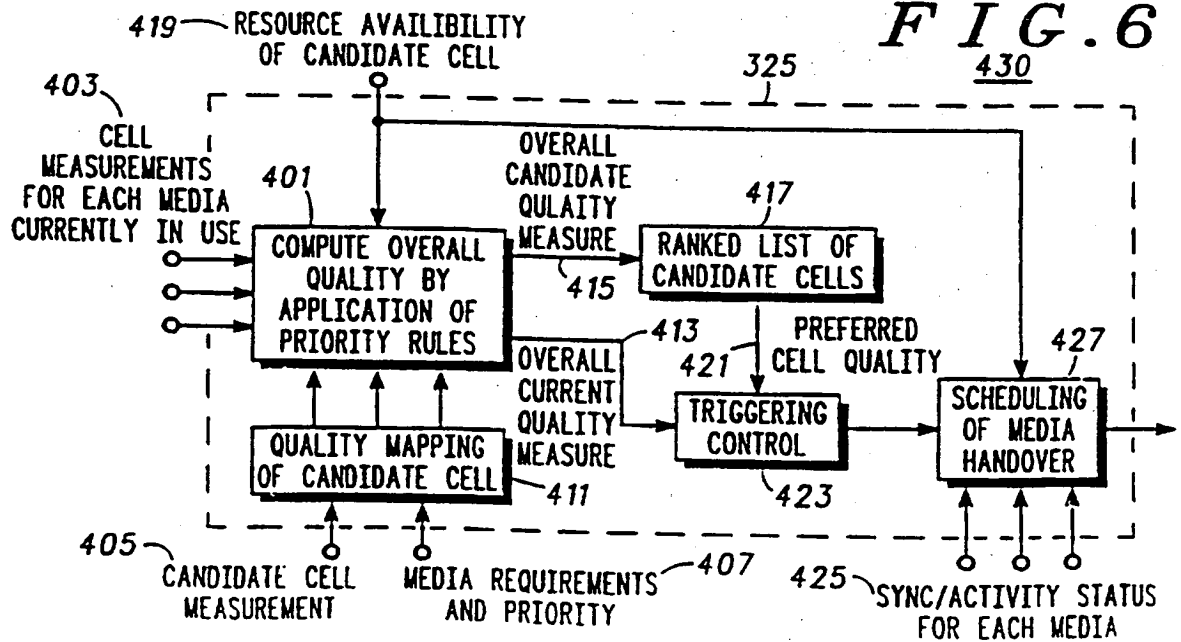 419
RESOURCE AVAILIBILITY
OF CANDIDATE CELL
FIG.6
430
325
403
CELL
MEASUREMENTS
FOR EACH MEDIA
CURRENTLY IN USE
401
COMPUTE OVERALL
QUALITY BY
APPLICATION OF
PRIORITY RULES
OVERALL
CANDIDATE
QULAITY
MEASURE
415
417
RANKED LIST OF
CANDIDATE CELLS
413
OVERALL
CURRENT
QUALITY
MEASURE
421
PREFERRED
CELL QUALITY
TRIGGERING
CONTROL
423
427
SCHEDULING
OF MEDIA
HANDOVER
QUALITY MAPPING
OF CANDIDATE CELL
411
405
CANDIDATE CELL
MEASUREMENT
MEDIA REQUIREMENTS
AND PRIORITY
407
425
SYNC/ACTIVITY STATUS
FOR EACH MEDIA